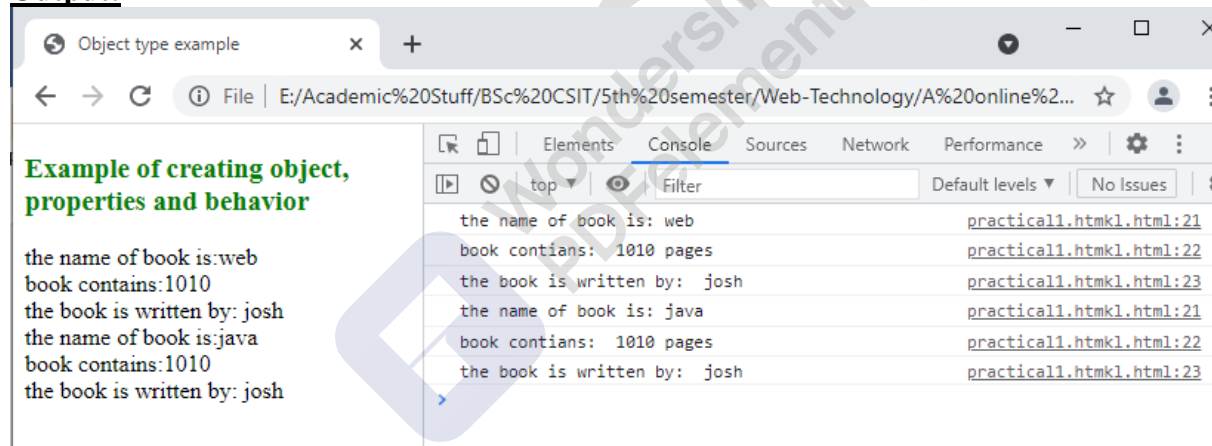 Output:
Object type example
File | E:/Academic%20Stuff/BSc%20CSIT/5th%20semester/Web-Technology/A%20online%2...
Example of creating object,
properties and behavior
the name of book is:web
book contains:1010
the book is written by: josh
the name of book is:java
book contains:1010
the book is written by: josh
Elements Console Sources Network Performance
top Filter Default levels No Issues
the name of book is: web practical1.htmkl.html:21
book contians:  1010 pages practical1.htmkl.html:22
the book is written by:  josh practical1.htmkl.html:23
the name of book is: java practical1.htmkl.html:21
book contians:  1010 pages practical1.htmkl.html:22
the book is written by:  josh practical1.htmkl.html:23
Wondershare
PDFelement